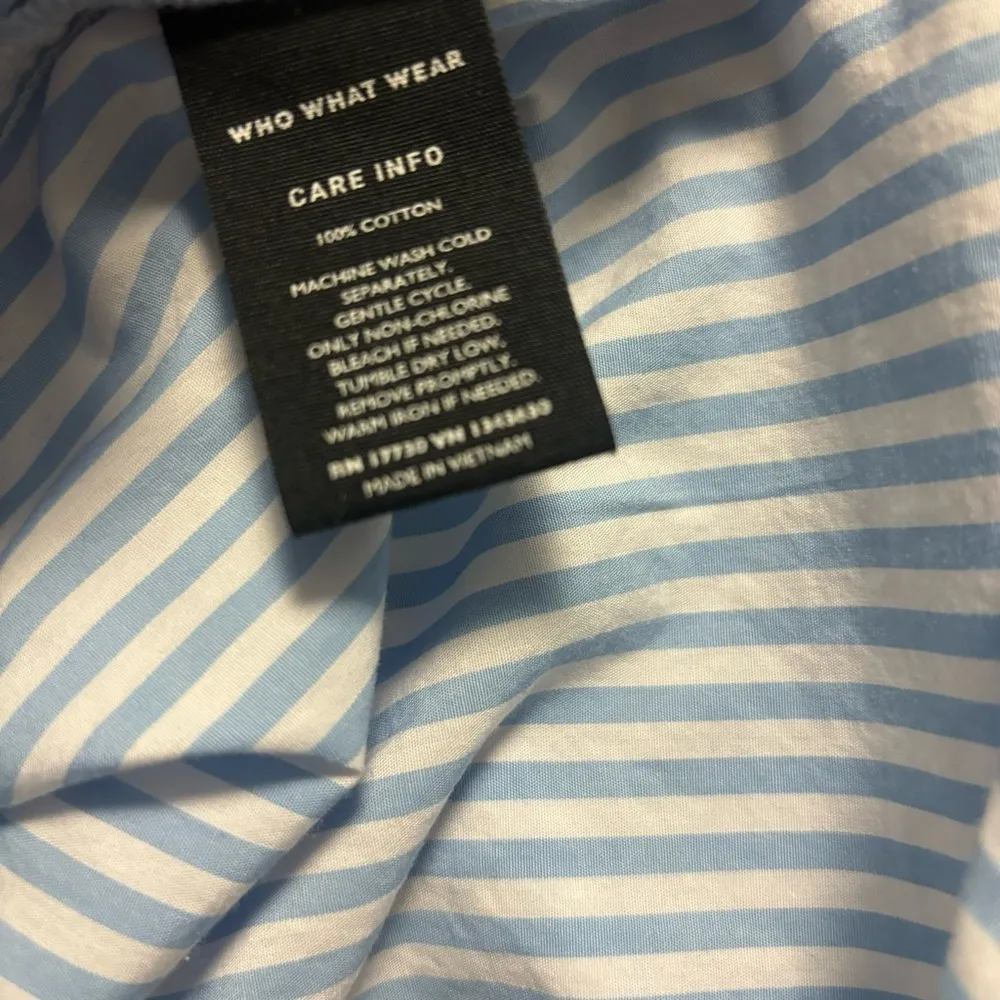 WHO WHAT WEAR
CARE INFO
100% COTTON
MACHINE WASH COLD
SEPARATELY.
GENTLE CYCLE.
ONLY NON-CHLORINE
BLEACH IF NEEDED.
TUMBLE DRY LOW.
REMOVE PROMPTLY.
WARM IRON IF NEEDED.
RN 17730 VN
MADE IN VIETNAM